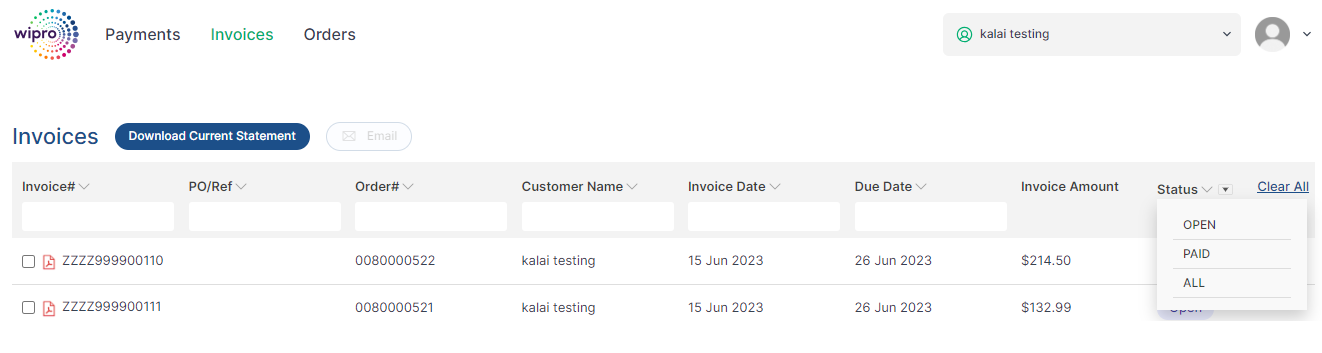 wipro Payments Invoices Orders kalai testing
Invoices Download Current Statement Email
Invoice# PO/Ref Order# Customer Name Invoice Date Due Date Invoice Amount Status Clear All
OPEN
PAID
ALL
ZZZZ999900110 0080000522 kalai testing 15 Jun 2023 26 Jun 2023 $214.50
ZZZZ999900111 0080000521 kalai testing 15 Jun 2023 26 Jun 2023 $132.99 Open